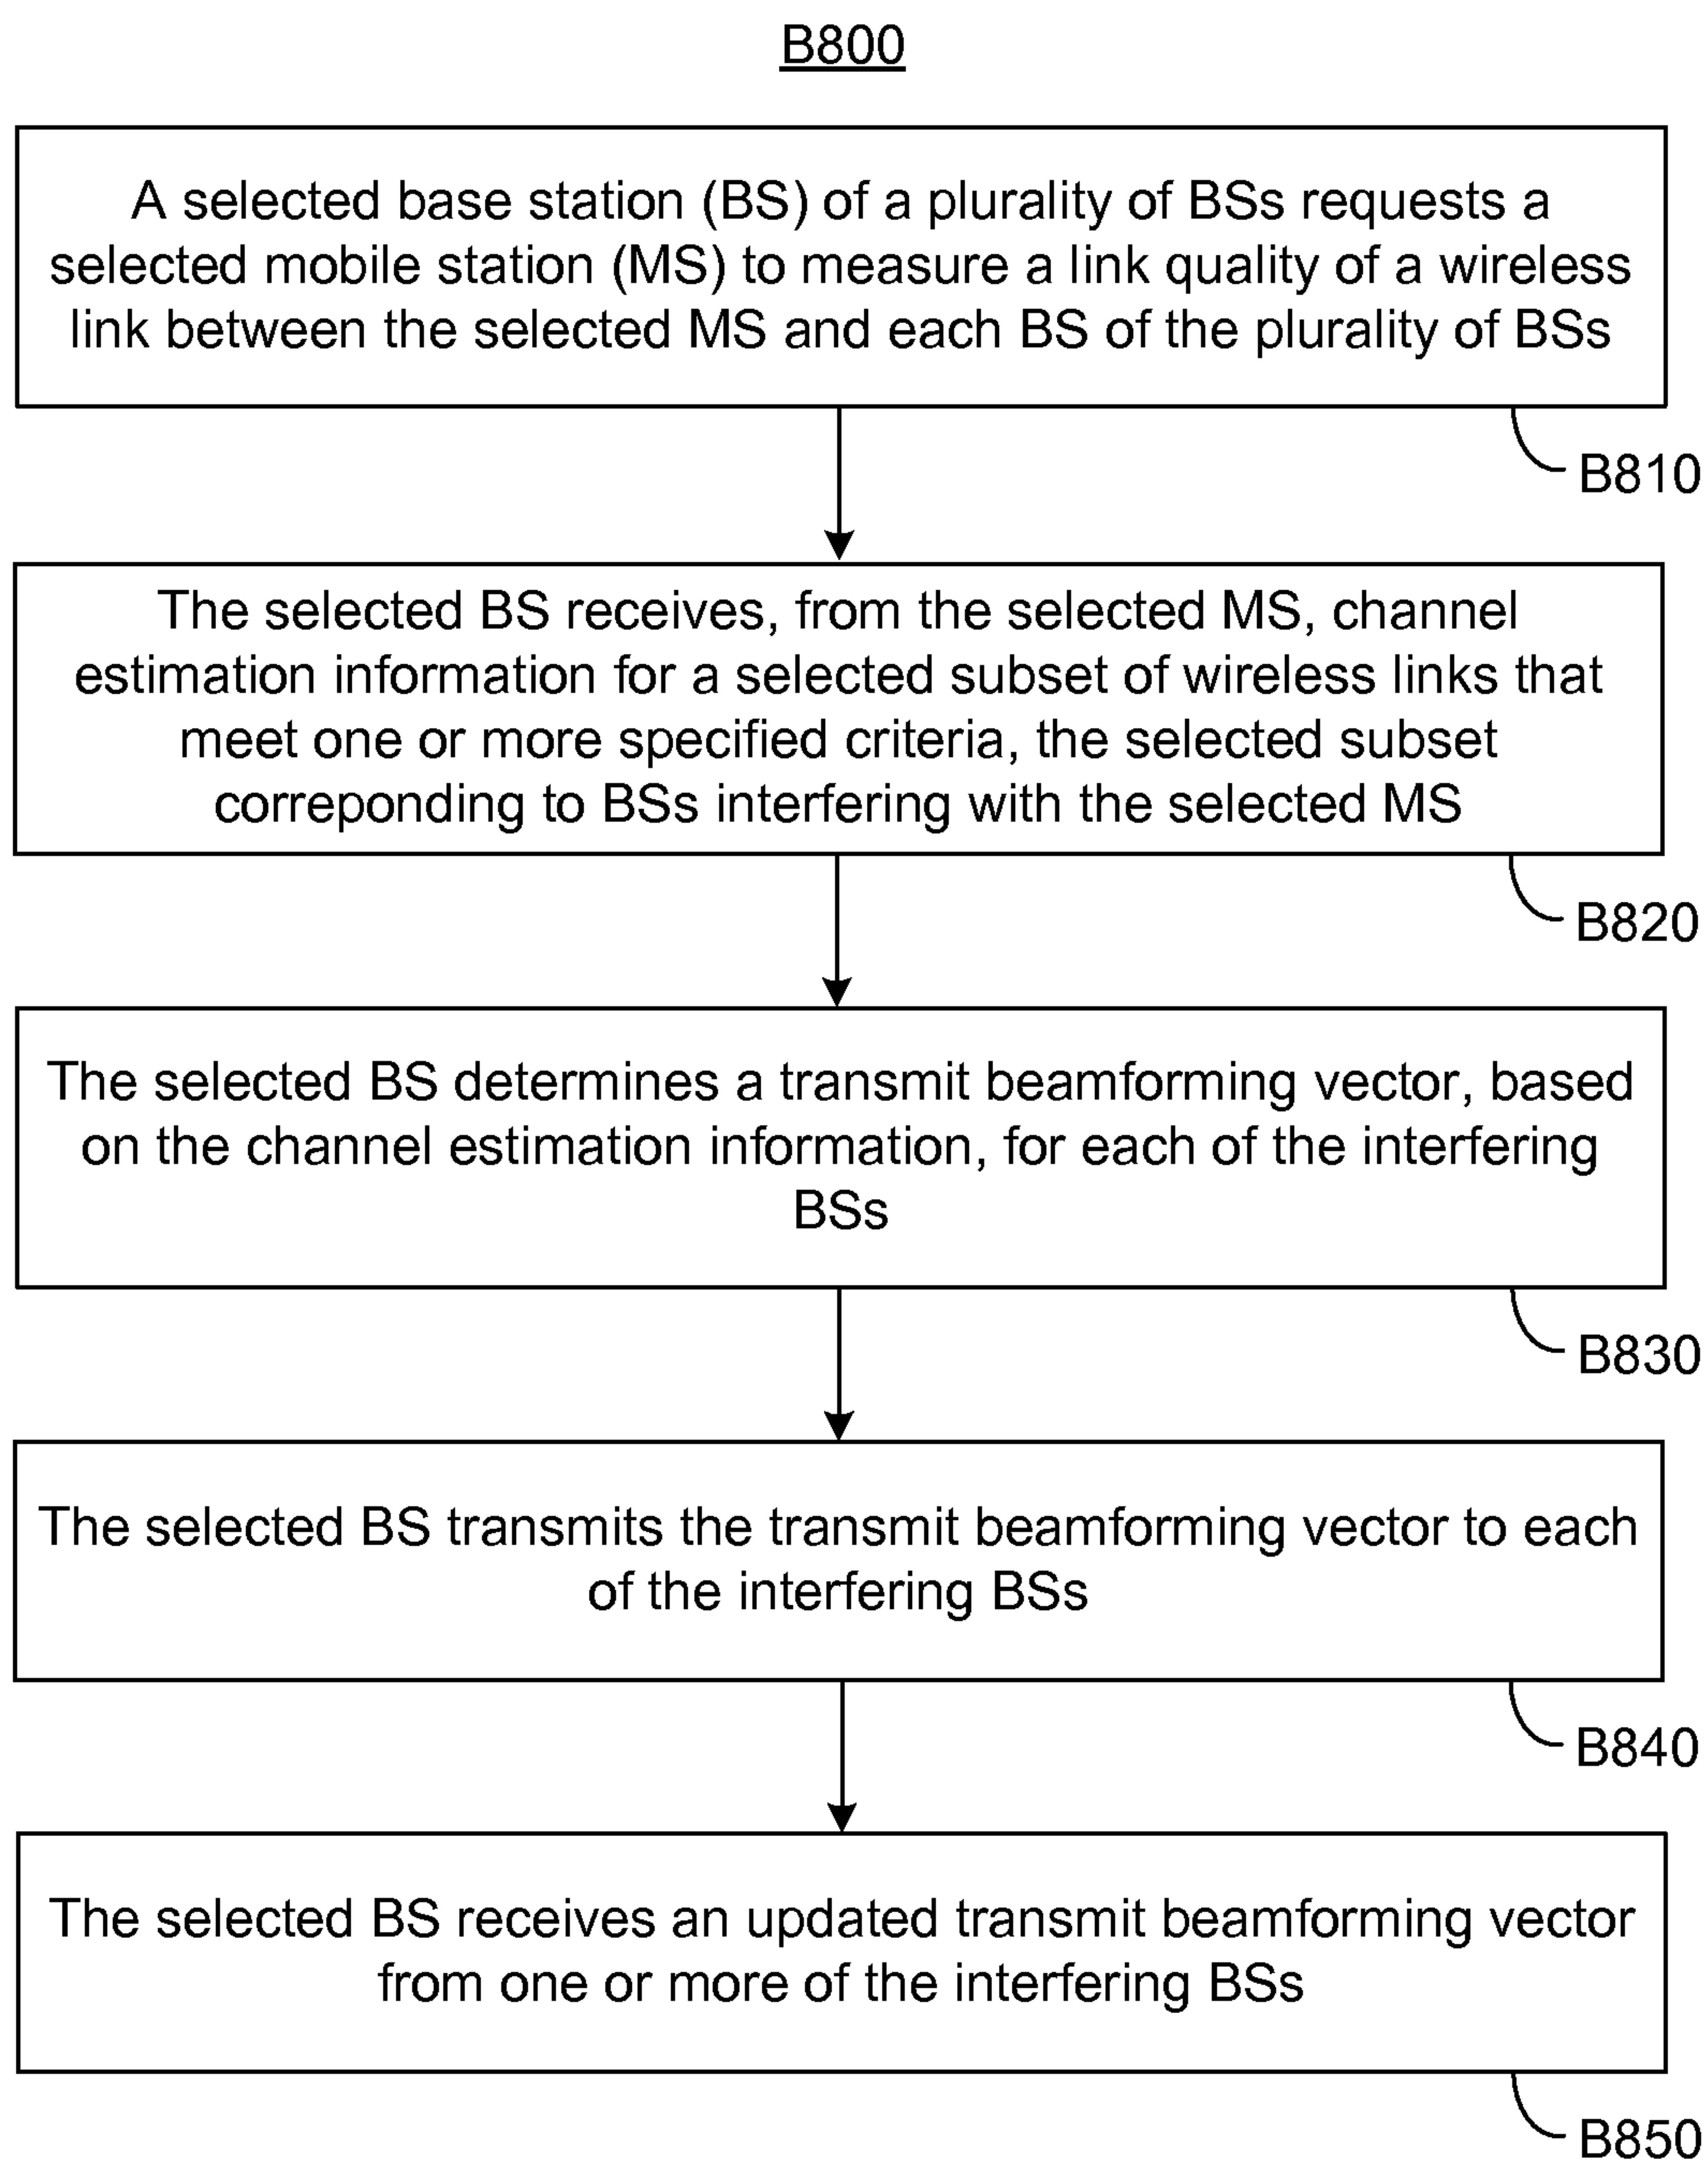 B800
A selected base station (BS) of a plurality of BSs requests a
selected mobile station (MS) to measure a link quality of a wireless
link between the selected MS and each BS of the plurality of BSs
B810
The selected BS receives, from the selected MS, channel
estimation information for a selected subset of wireless links that
meet one or more specified criteria, the selected subset
correponding to BSs interfering with the selected MS
B820
The selected BS determines a transmit beamforming vector, based
on the channel estimation information, for each of the interfering
BSs
B830
The selected BS transmits the transmit beamforming vector to each
of the interfering BSs
B840
The selected BS receives an updated transmit beamforming vector
from one or more of the interfering BSs
B850